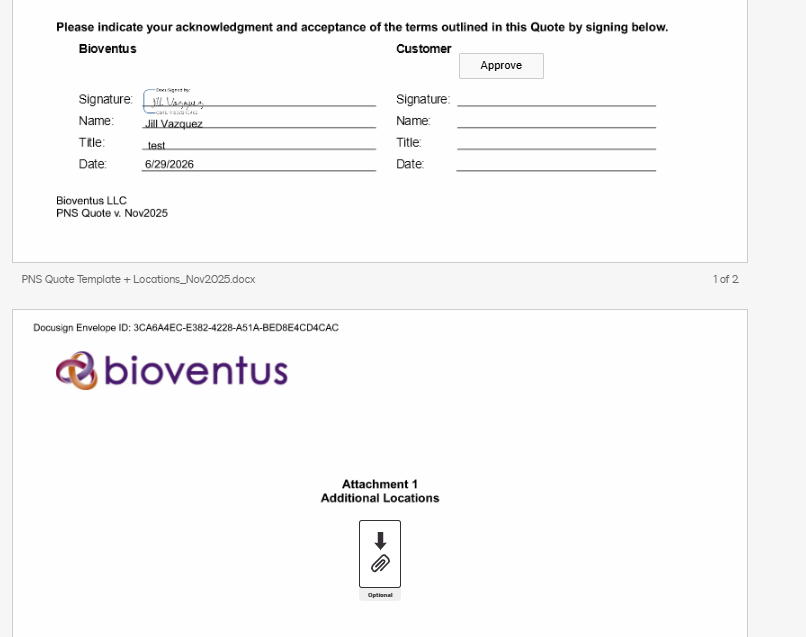 Please indicate your acknowledgment and acceptance of the terms outlined in this Quote by signing below.
Bioventus Customer
Approve
DocuSigned by:
Signature: Jill Vazquez Signature:
Name: Jill Vazquez Name:
Title: test Title:
Date: 6/29/2026 Date:
Bioventus LLC
PNS Quote v. Nov2025
PNS Quote Template + Locations_Nov2025.docx 1 of 2
Docusign Envelope ID: 3CA6A4EC-E382-4228-A51A-BED8E4CD4CAC
bioventus
Attachment 1
Additional Locations
Optional